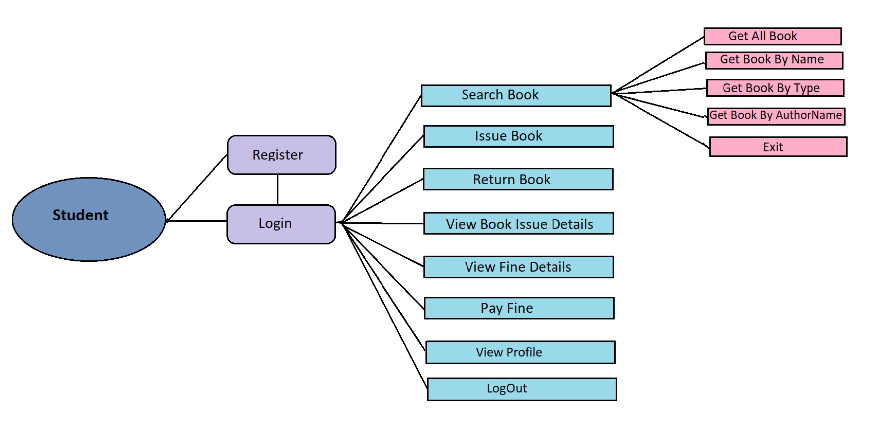 Student
Register
Login
Search Book
Issue Book
Return Book
View Book Issue Details
View Fine Details
Pay Fine
View Profile
LogOut
Get All Book
Get Book By Name
Get Book By Type
Get Book By AuthorName
Exit